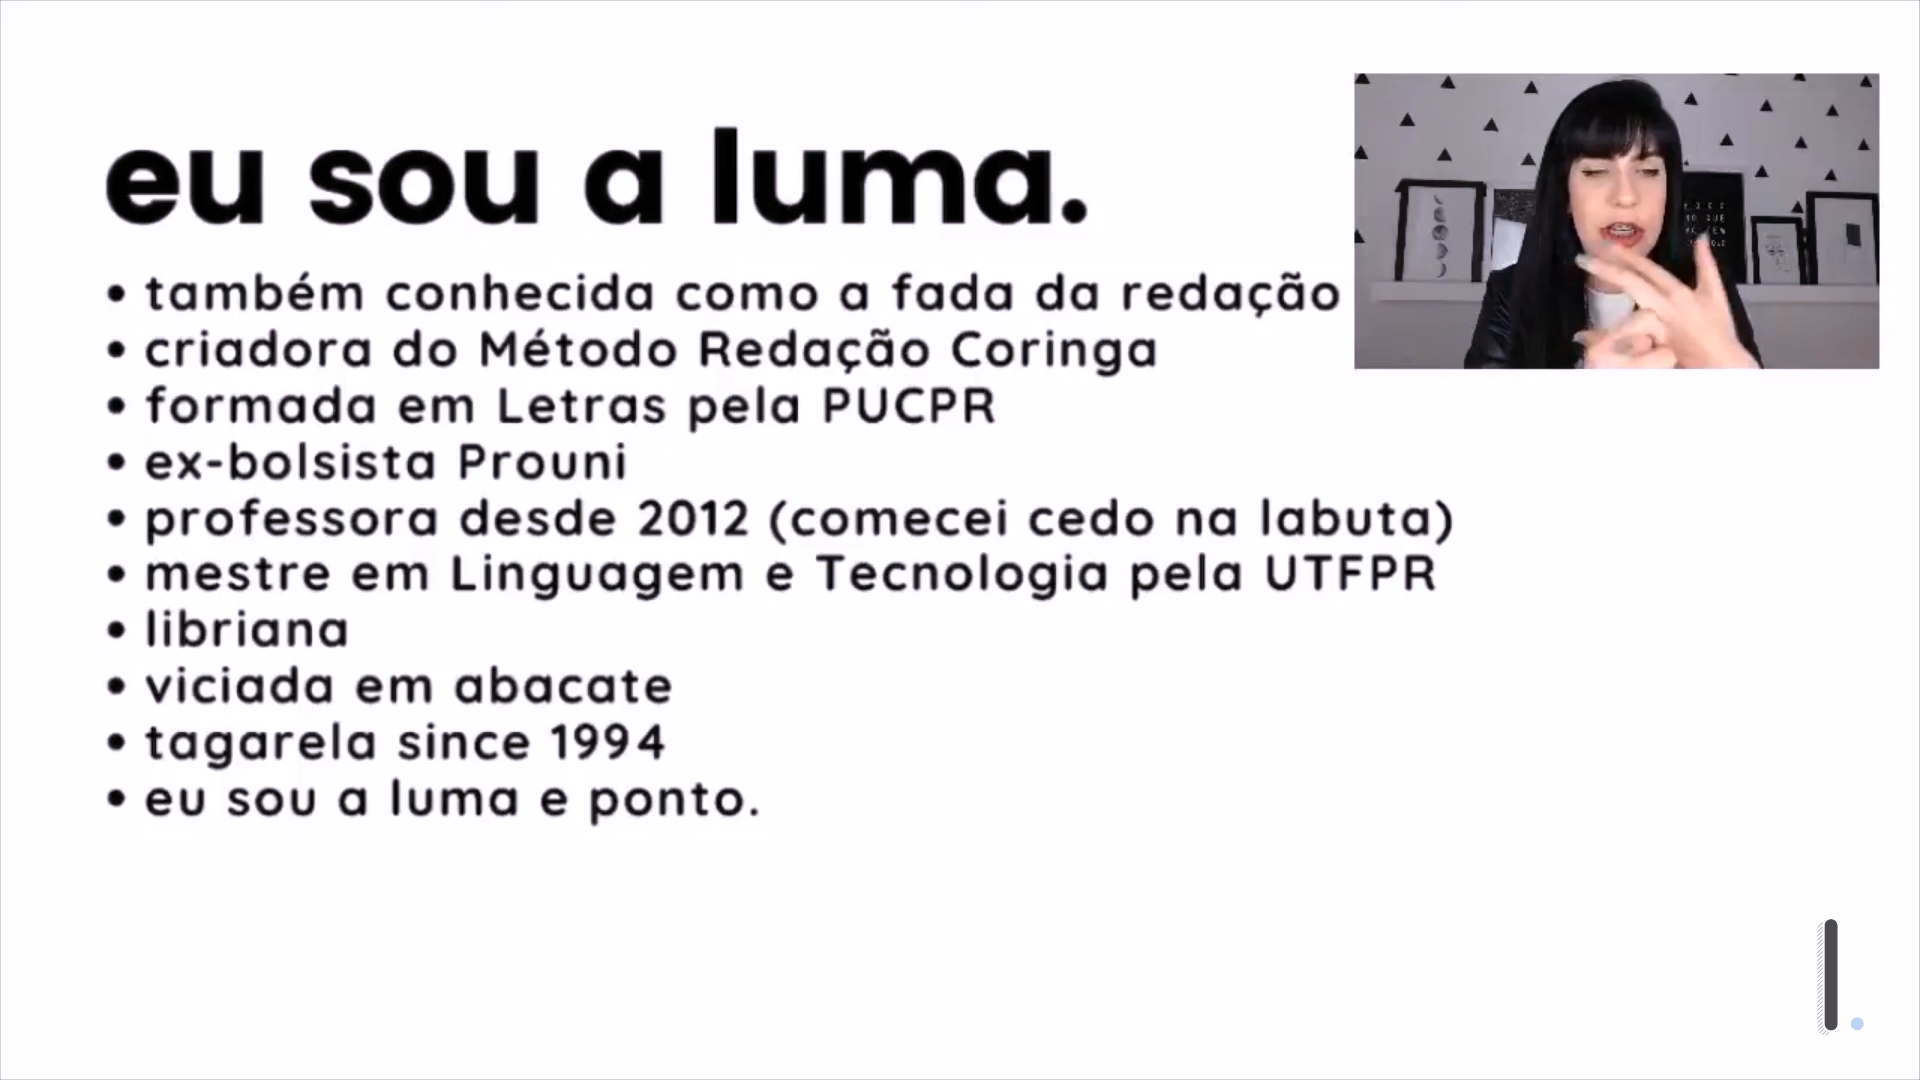 eu sou a luma.
• também conhecida como a fada da redação
• criadora do Método Redação Coringa
• formada em Letras pela PUCPR
• ex-bolsista Prouni
• professora desde 2012 (comecei cedo na labuta)
• mestre em Linguagem e Tecnologia pela UTFPR
• libriana
• viciada em abacate
• tagarela since 1994
• eu sou a luma e ponto.
l.